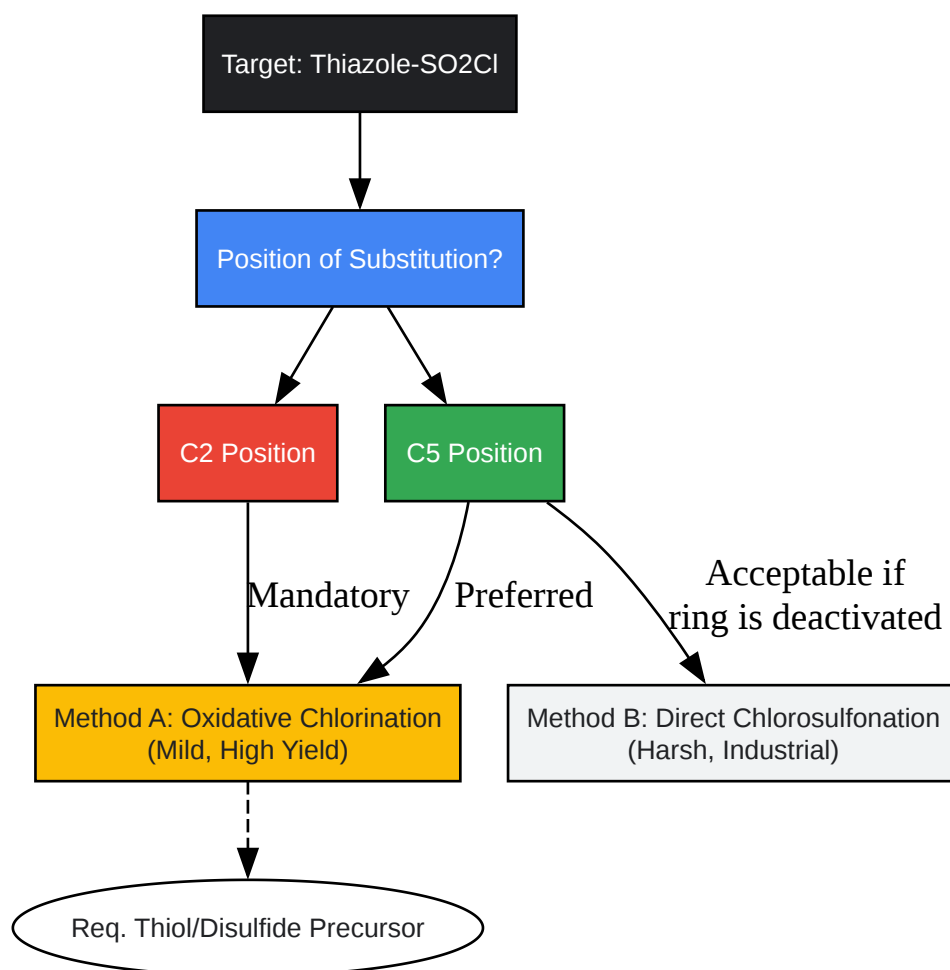 Target: Thiazole-SO2Cl
Position of Substitution?
C2 Position
C5 Position
Mandatory
Preferred
Acceptable if
ring is deactivated
Method A: Oxidative Chlorination
(Mild, High Yield)
Method B: Direct Chlorosulfonation
(Harsh, Industrial)
Req. Thiol/Disulfide Precursor